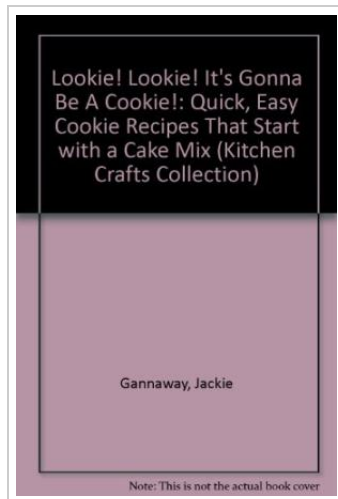 Lookie! Lookie! It's Gonna
Be A Cookie!: Quick, Easy
Cookie Recipes That Start
with a Cake Mix (Kitchen
Crafts Collection)
Gannaway, Jackie
Note: This is not the actual book cover